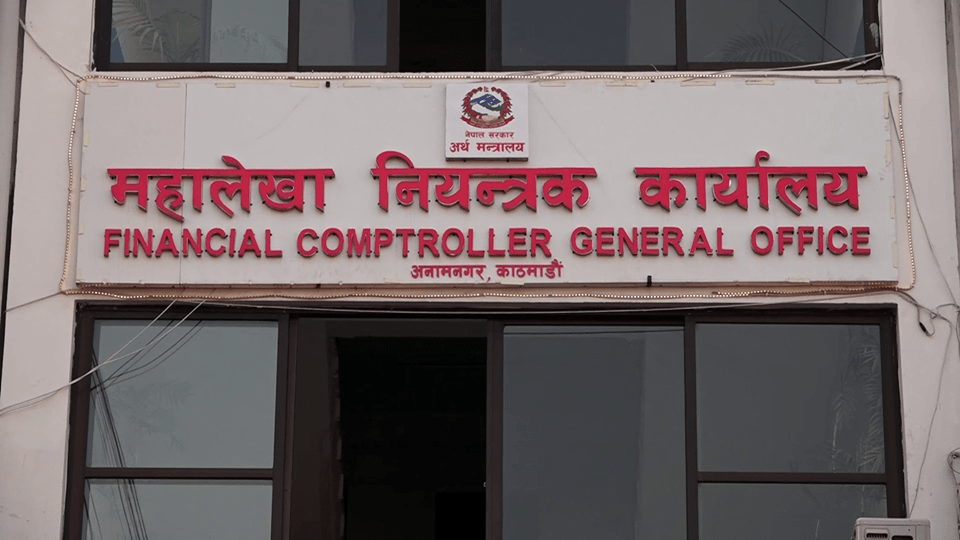 नेपाल सरकार
अर्थ मन्त्रालय
महालेखा नियन्त्रक कार्यालय
FINANCIAL COMPTROLLER GENERAL OFFICE
अनामनगर, काठमाडौं